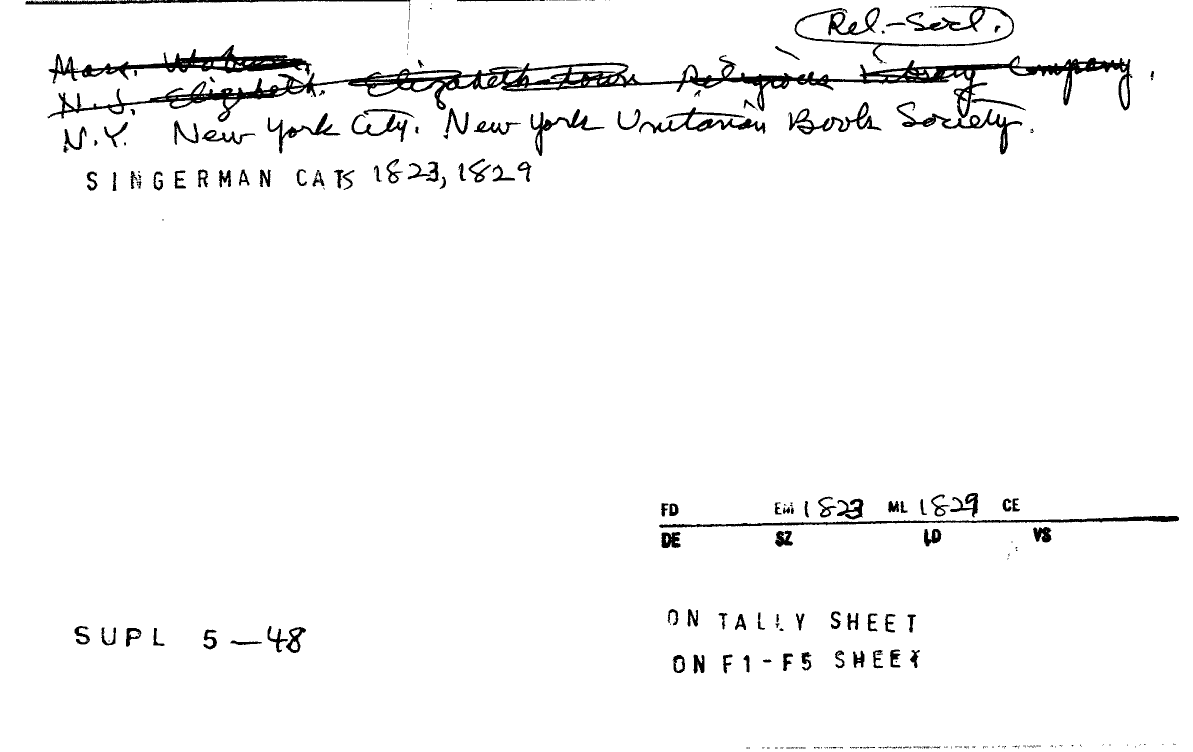 Rel.-Socl.
Mass. Woburn.
N.J. Elizabeth. Elizabeth-town Religious Library Company.
N.Y. New York City. New York Unitarian Book Society.
SINGERMAN CATS 1823, 1829
FD EM 1823 ML 1829 CE
DE SZ LD VS
ON TALLY SHEET
SUPL 5-48
ON F1-F5 SHEET